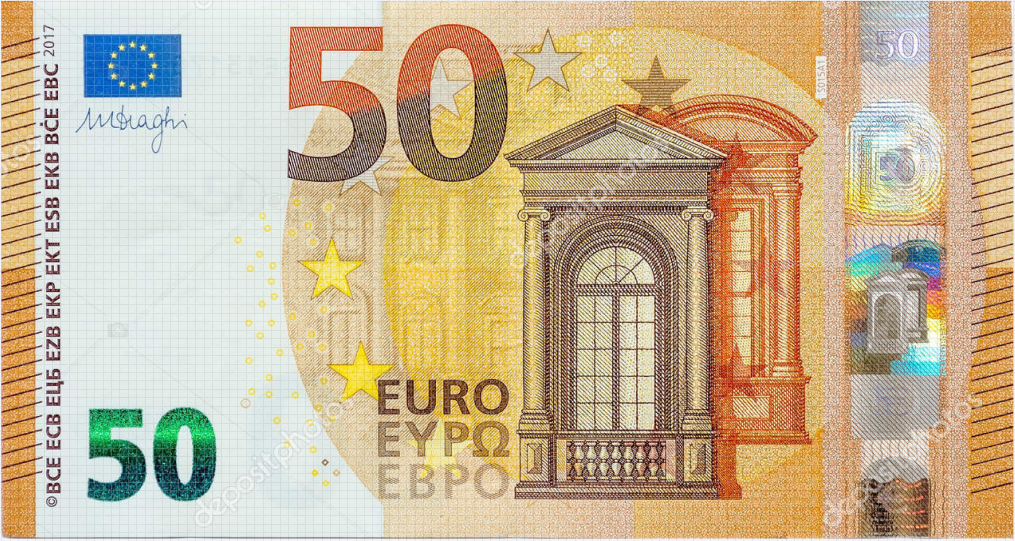 ©BCE ECB ЕЦБ EZB EKP EKT ESB EKB BĊE EBC 2017
MDraghi
50
50
50
S015A1
50
EURO
ΕΥΡΩ
ЕВРО
50
depositphotos